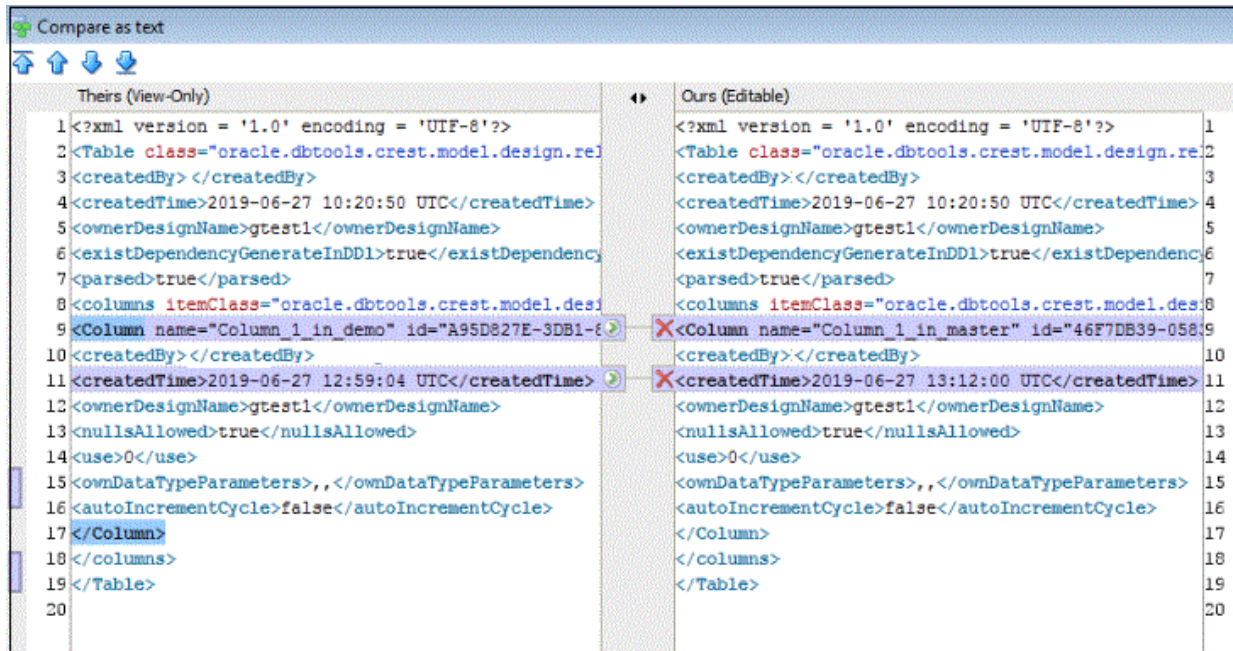 Compare as text
Theirs (View-Only)
1 <?xml version = '1.0' encoding = 'UTF-8'?>
2 <Table class="oracle.dbtools.crest.model.design.rel
3 <createdBy> </createdBy>
4 <createdTime>2019-06-27 10:20:50 UTC</createdTime>
5 <ownerDesignName>gtest1</ownerDesignName>
6 <existDependencyGenerateInDDl>true</existDependency
7 <parsed>true</parsed>
8 <columns itemClass="oracle.dbtools.crest.model.desi
9 <Column name="Column_1_in_demo" id="A95D827E-3DB1-8
10 <createdBy></createdBy>
11 <createdTime>2019-06-27 12:59:04 UTC</createdTime>
12 <ownerDesignName>gtest1</ownerDesignName>
13 <nullsAllowed>true</nullsAllowed>
14 <use>0</use>
15 <ownDataTypeParameters>,,</ownDataTypeParameters>
16 <autoIncrementCycle>false</autoIncrementCycle>
17 </Column>
18 </columns>
19 </Table>
20
Ours (Editable)
<?xml version = '1.0' encoding = 'UTF-8'?> 1
<Table class="oracle.dbtools.crest.model.design.rel 2
<createdBy></createdBy> 3
<createdTime>2019-06-27 10:20:50 UTC</createdTime> 4
<ownerDesignName>gtest1</ownerDesignName> 5
<existDependencyGenerateInDDl>true</existDependency 6
<parsed>true</parsed> 7
<columns itemClass="oracle.dbtools.crest.model.desi 8
<Column name="Column_1_in_master" id="46F7DB39-058 9
<createdBy></createdBy> 10
<createdTime>2019-06-27 13:12:00 UTC</createdTime> 11
<ownerDesignName>gtest1</ownerDesignName> 12
<nullsAllowed>true</nullsAllowed> 13
<use>0</use> 14
<ownDataTypeParameters>,,</ownDataTypeParameters> 15
<autoIncrementCycle>false</autoIncrementCycle> 16
</Column> 17
</columns> 18
</Table> 19
20